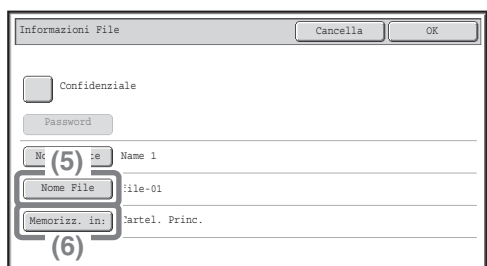 Informazioni File Cancella OK
Confidenziale
Password
(5) Name 1
Nome File File-01
Memorizz. in: Cartel. Princ.
(6)